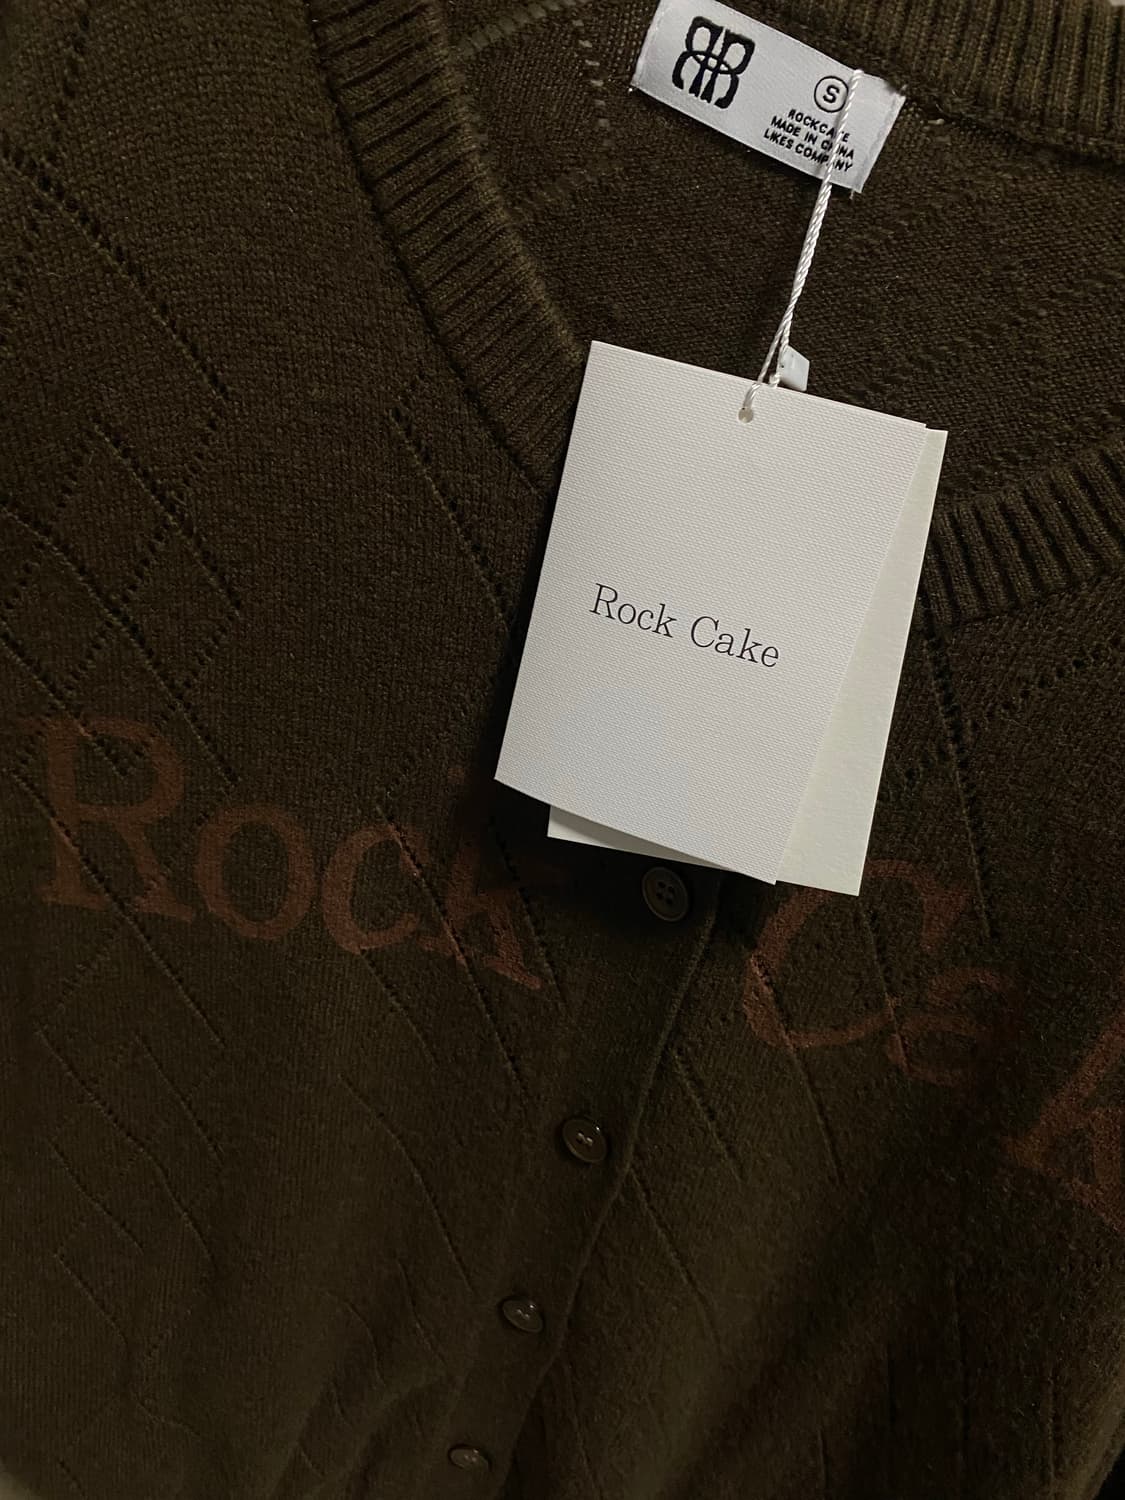 S
ROCKCAKE
MADE IN CHINA
LIKES COMPANY
Rock Cake
Rock